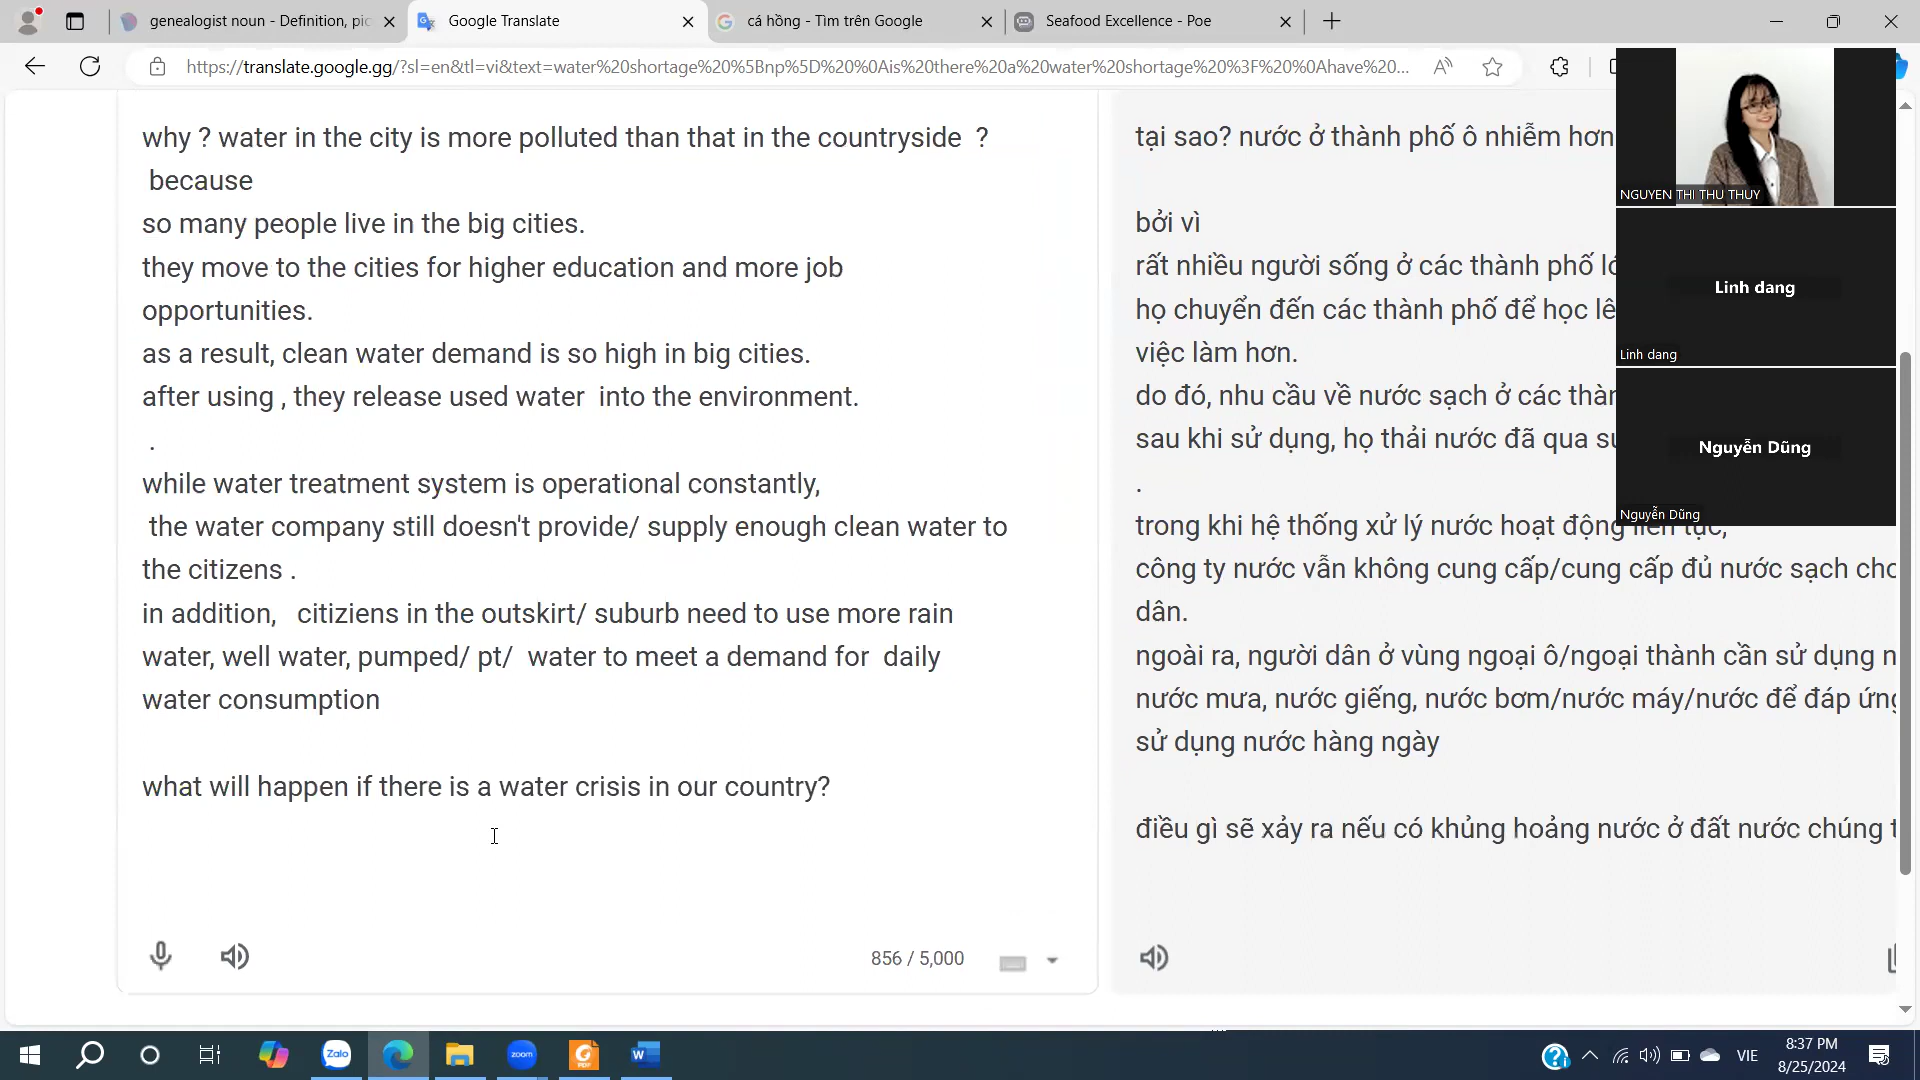 genealogist noun - Definition, pic
Google Translate
cá hồng - Tìm trên Google
Seafood Excellence - Poe
https://translate.google.gg/?sl=en&tl=vi&text=water%20shortage%20%5Bnp%5D%20%0Ais%20there%20a%20water%20shortage%20%3F%20%0Ahave%20...
why ? water in the city is more polluted than that in the countryside ?
because
so many people live in the big cities.
they move to the cities for higher education and more job
opportunities.
as a result, clean water demand is so high in big cities.
after using , they release used water into the environment.
.
while water treatment system is operational constantly,
the water company still doesn't provide/ supply enough clean water to
the citizens .
in addition, citiziens in the outskirt/ suburb need to use more rain
water, well water, pumped/ pt/ water to meet a demand for daily
water consumption
what will happen if there is a water crisis in our country?
856 / 5,000
tại sao? nước ở thành phố ô nhiễm hơn
bởi vì
rất nhiều người sống ở các thành phố
họ chuyển đến các thành phố để học
việc làm hơn.
do đó, nhu cầu về nước sạch ở các
sau khi sử dụng, họ thải nước đã qua
.
trong khi hệ thống xử lý nước hoạt động liên tục,
công ty nước vẫn không cung cấp/cung cấp đủ nước sạch
dân.
ngoài ra, người dân ở vùng ngoại ô/ngoại thành cần sử dụng
nước mưa, nước giếng, nước bơm/nước máy/nước để đáp
sử dụng nước hàng ngày
điều gì sẽ xảy ra nếu có khủng hoảng nước ở đất nước chúng
NGUYEN THI THU THUY
Linh dang
Linh dang
Nguyễn Dũng
Nguyễn Dũng
Zalo
zoom
PDF
W
VIE
8:37 PM
8/25/2024